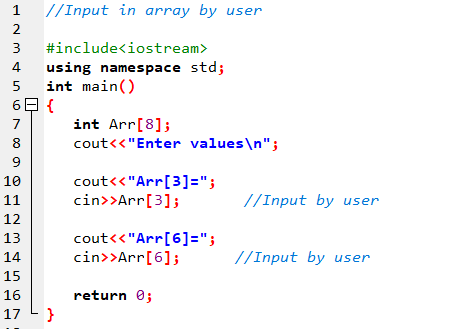 1 //Input in array by user
2
3 #include<iostream>
4 using namespace std;
5 int main()
6 {
7 int Arr[8];
8 cout<<"Enter values\n";
9
10 cout<<"Arr[3]=";
11 cin>>Arr[3]; //Input by user
12
13 cout<<"Arr[6]=";
14 cin>>Arr[6]; //Input by user
15
16 return 0;
17 }